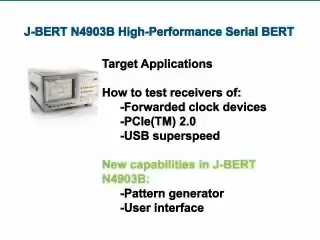 J-BERT N4903B High-Performance Serial BERT
Target Applications
How to test receivers of:
-Forwarded clock devices
-PCIe(TM) 2.0
-USB superspeed
New capabilities in J-BERT
N4903B:
-Pattern generator
-User interface